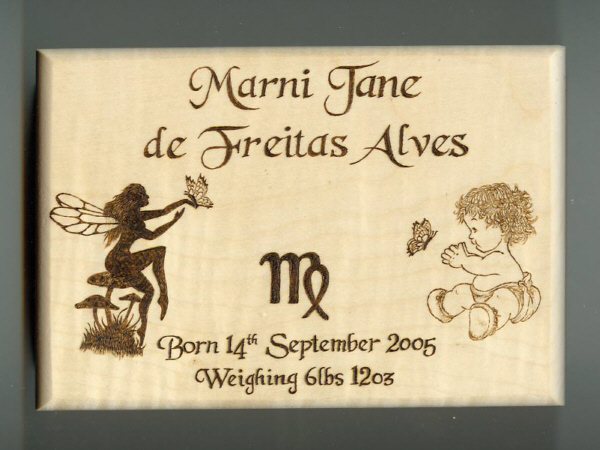 Marni Jane
de Freitas Alves
Born 14th September 2005
Weighing 6lbs 12oz